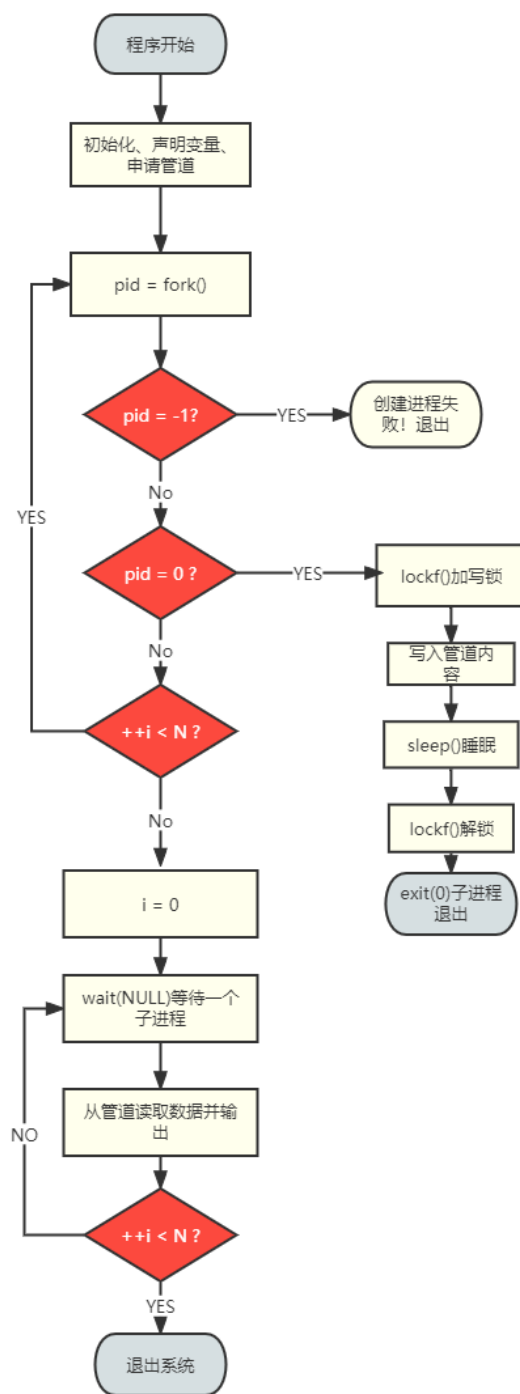 程序开始
初始化、声明变量、
申请管道
pid = fork()
pid = -1?
YES
创建进程失
败！退出
No
YES
pid = 0 ?
YES
lockf()加写锁
No
写入管道内
容
++i < N ?
sleep()睡眠
No
lockf()解锁
exit(0)子进程
退出
i = 0
wait(NULL)等待一个
子进程
从管道读取数据并输
出
NO
++i < N ?
YES
退出系统